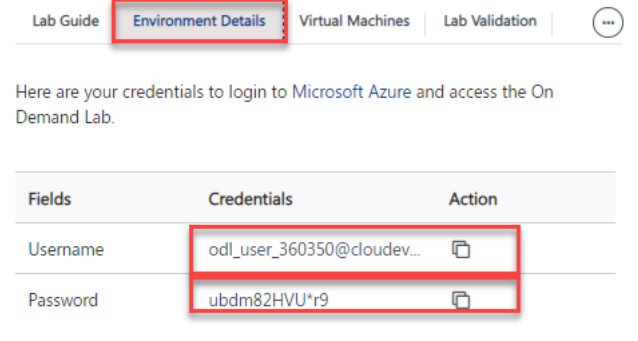 Lab Guide Environment Details Virtual Machines Lab Validation
Here are your credentials to login to Microsoft Azure and access the On
Demand Lab.
Fields Credentials Action
Username odl_user_360350@cloudev...
Password ubdm82HVU*r9